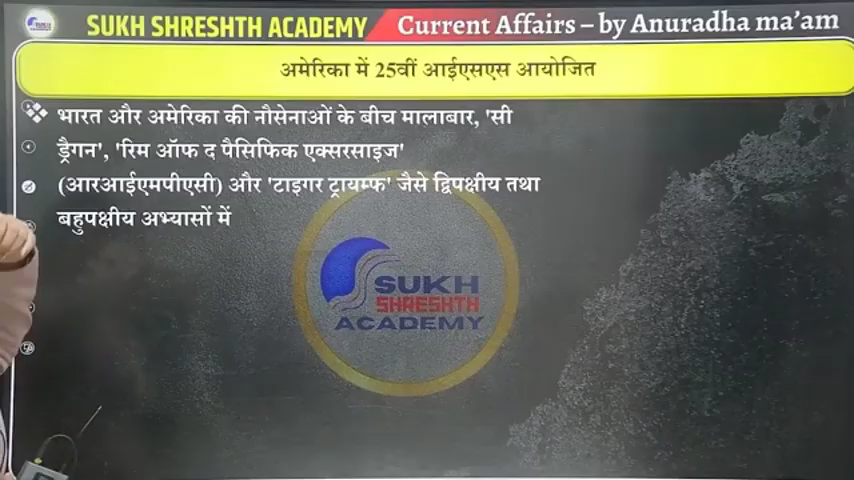 SUKH SHRESHTH ACADEMY
Current Affairs – by Anuradha ma’am
अमेरिका में 25वीं आईएसएस आयोजित
भारत और अमेरिका की नौसेनाओं के बीच मालाबार, 'सी
ड्रैगन', 'रिम ऑफ द पैसिफिक एक्सरसाइज'
(आरआईएमपीएसी) और 'टाइगर ट्रायम्फ' जैसे द्विपक्षीय तथा
बहुपक्षीय अभ्यासों में
SUKH
SHRESHTH
ACADEMY